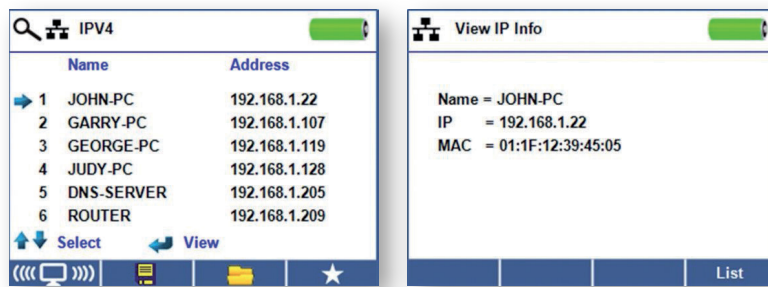 IPV4
Name Address
1 JOHN-PC 192.168.1.22
2 GARRY-PC 192.168.1.107
3 GEORGE-PC 192.168.1.119
4 JUDY-PC 192.168.1.128
5 DNS-SERVER 192.168.1.205
6 ROUTER 192.168.1.209
Select View
View IP Info
Name = JOHN-PC
IP = 192.168.1.22
MAC = 01:1F:12:39:45:05
List